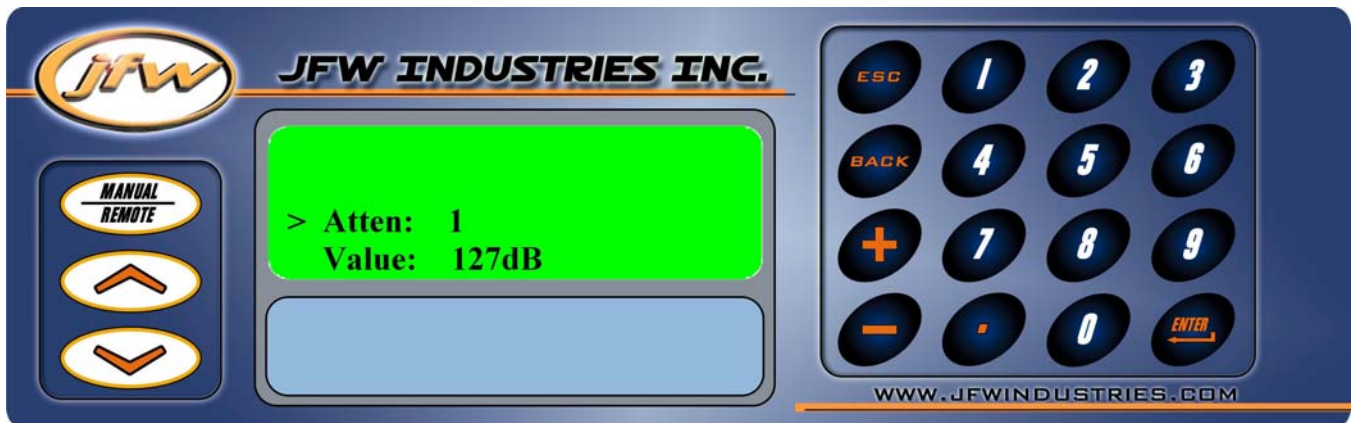 jfw
JFW INDUSTRIES INC.
MANUAL
REMOTE
> Atten: 1
Value: 127dB
ESC 1 2 3
BACK 4 5 6
+ 7 8 9
- . 0 ENTER
WWW.JFWINDUSTRIES.COM